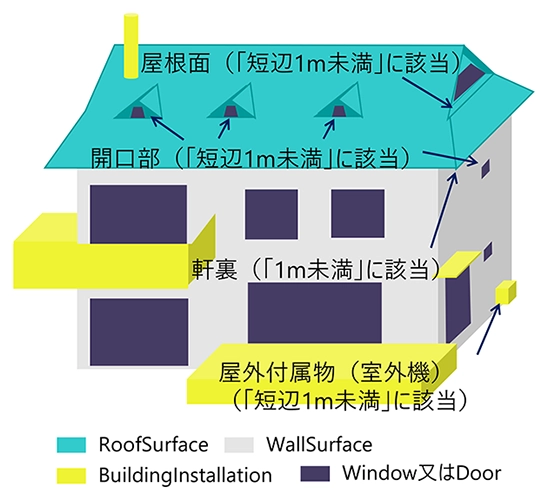 屋根面（「短辺1m未満」に該当）
開口部（「短辺1m未満」に該当）
軒裏（「1m未満」に該当）
屋外付属物（室外機）
（「短辺1m未満」に該当）
RoofSurface WallSurface
BuildingInstallation Window又はDoor